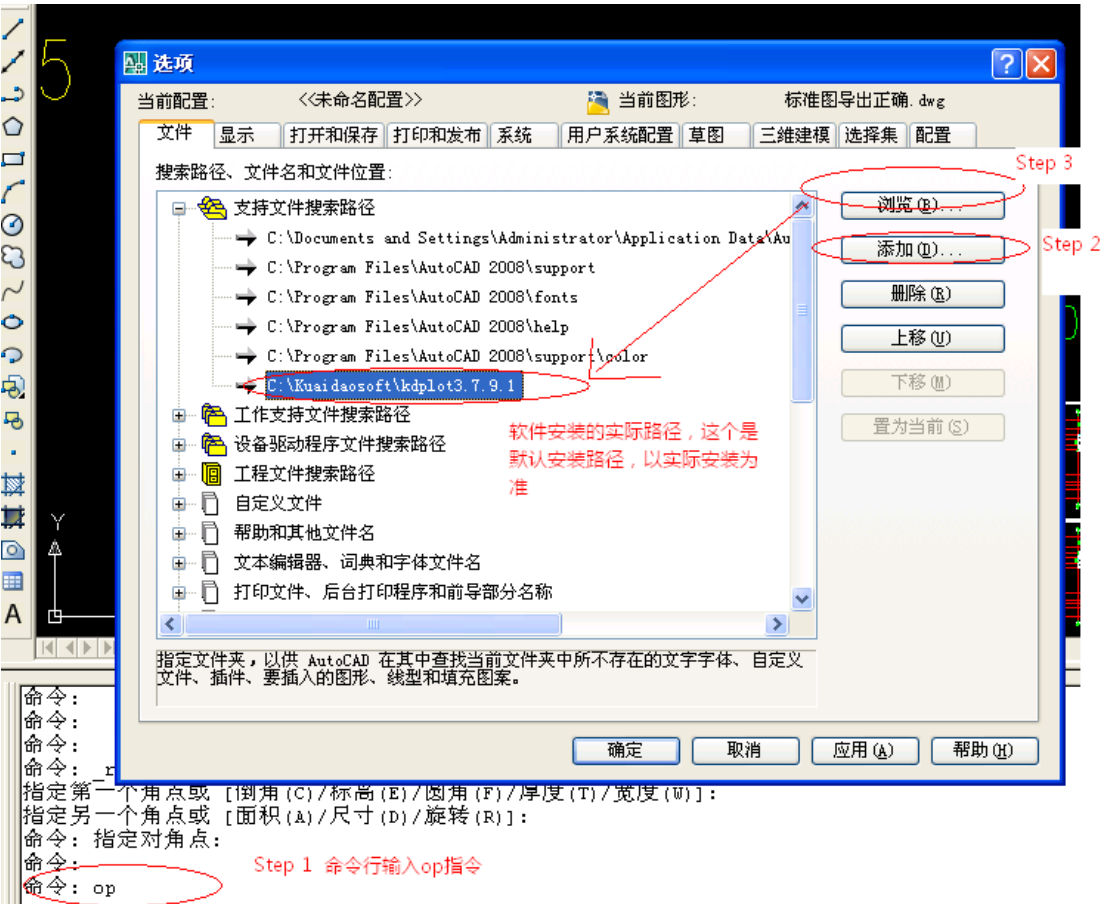 5
选项
当前配置: <<未命名配置>> 当前图形: 标准图导出正确.dwg
文件 显示 打开和保存 打印和发布 系统 用户系统配置 草图 三维建模 选择集 配置
搜索路径、文件名和文件位置:
Step 3
支持文件搜索路径
浏览(B)...
C:\Documents and Settings\Administrator\Application Data\Au
添加(D)...
Step 2
C:\Program Files\AutoCAD 2008\support
C:\Program Files\AutoCAD 2008\fonts
删除(R)
C:\Program Files\AutoCAD 2008\help
上移(U)
C:\Program Files\AutoCAD 2008\support\color
C:\Kuaidaosoft\kdplot3.7.9.1
下移(M)
工作支持文件搜索路径
置为当前(S)
设备驱动程序文件搜索路径
工程文件搜索路径
自定义文件
帮助和其他文件名
文本编辑器、词典和字体文件名
打印文件、后台打印程序和前导部分名称
软件安装的实际路径，这个是
默认安装路径，以实际安装为
准
Y
A
指定文件夹，以供 AutoCAD 在其中查找当前文件夹中所不存在的文字字体、自定义
文件、插件、要插入的图形、线型和填充图案。
确定 取消 应用(A) 帮助(H)
命令:
命令:
命令:
命令: _r
指定第一个角点或 [倒角(C)/标高(E)/圆角(F)/厚度(T)/宽度(W)]:
指定另一个角点或 [面积(A)/尺寸(D)/旋转(R)]:
命令: 指定对角点:
命令:
Step 1 命令行输入op指令
命令: op